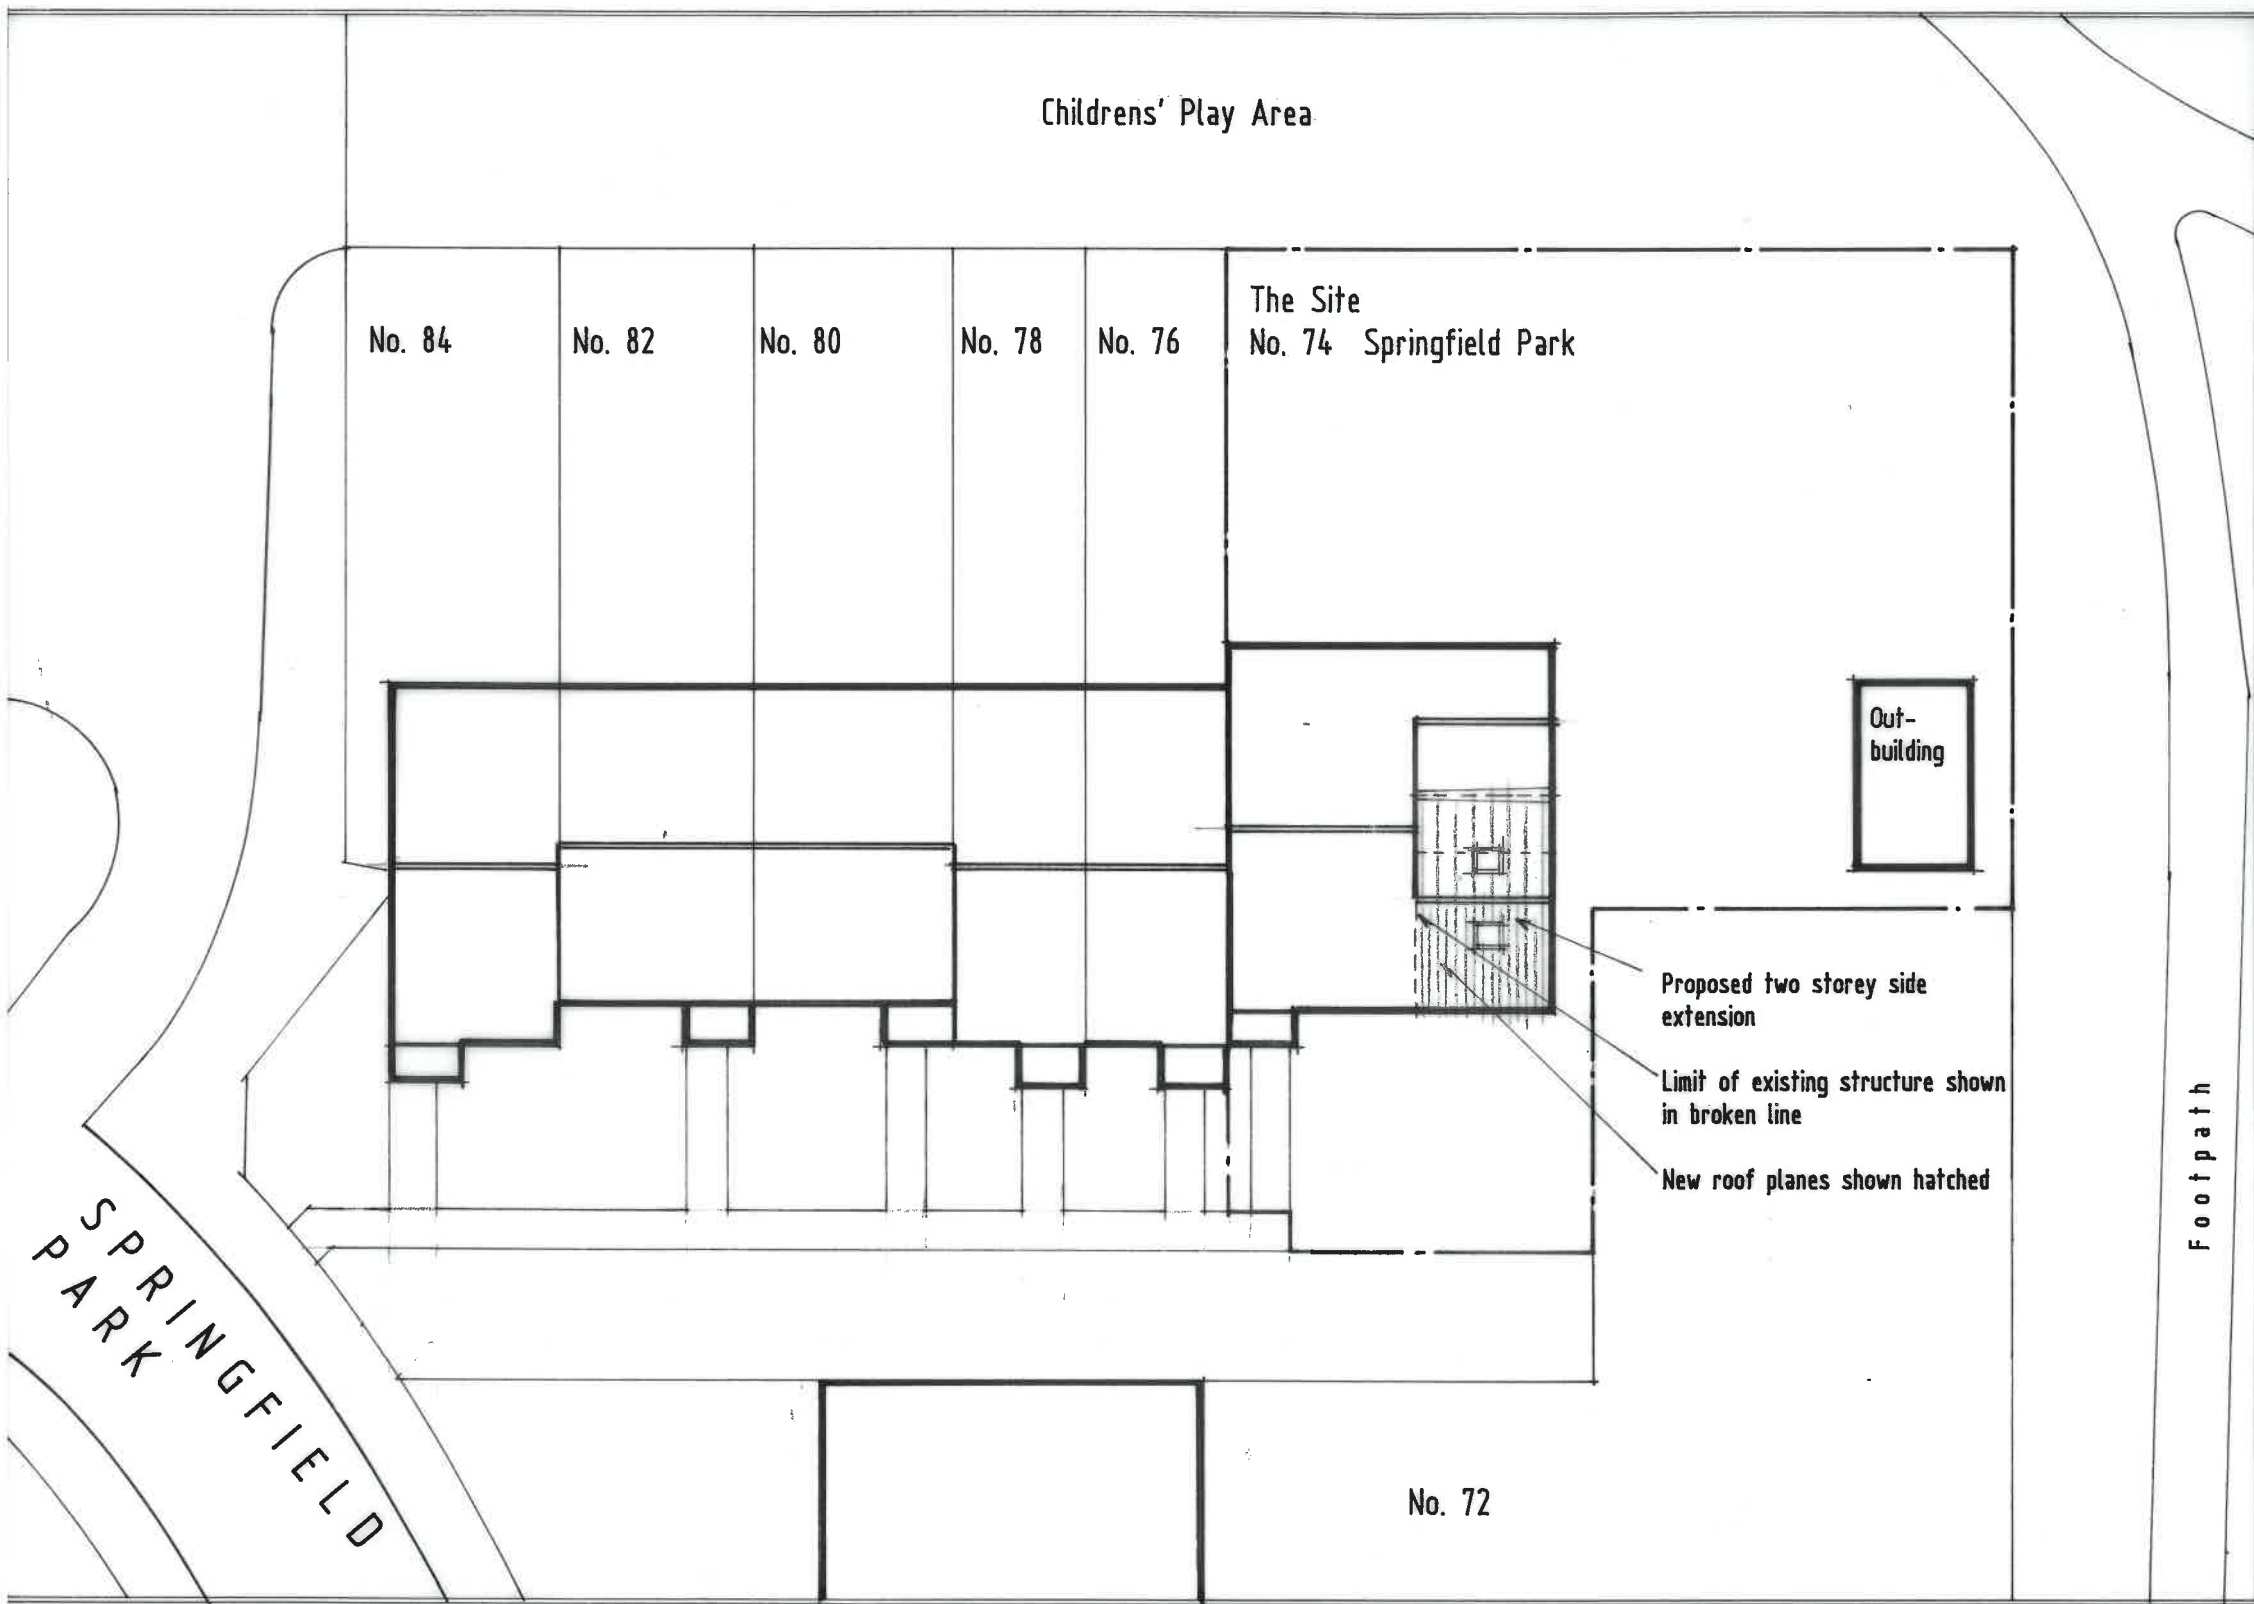 Childrens' Play Area
The Site
No. 84
No. 82
No. 80
No. 78
No. 76
No. 74 Springfield Park
Out-
building
Proposed two storey side
extension
Limit of existing structure shown
in broken line
New roof planes shown hatched
Footpath
SPRINGFIELD
PARK
No. 72